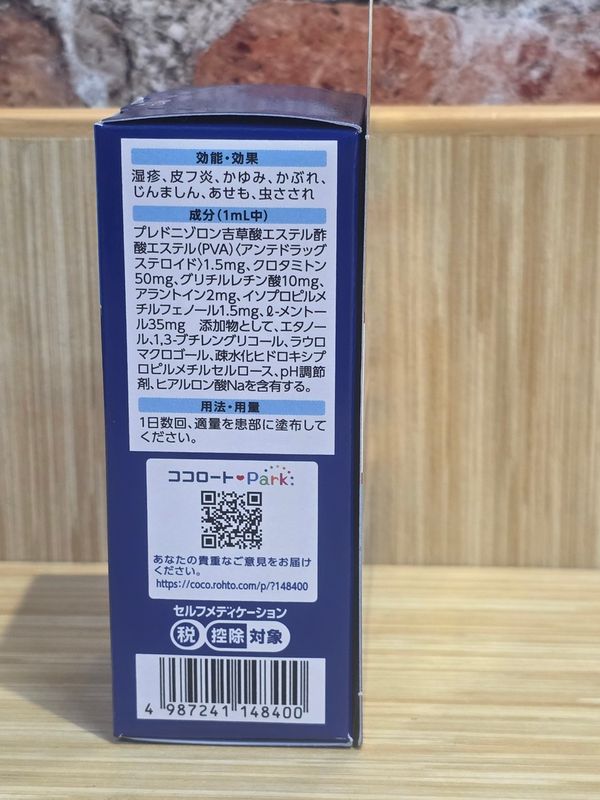 効能・効果
湿疹、皮フ炎、かゆみ、かぶれ、
じんましん、あせも、虫さされ
成分(1mL中)
プレドニゾロン吉草酸エステル酢
酸エステル(PVA)〈アンテドラッグ
ステロイド〉1.5mg、クロタミトン
50mg、グリチルレチン酸10mg、
アラントイン2mg、イソプロピルメ
チルフェノール1.5mg、ℓ-メントー
ル35mg　添加物として、エタノー
ル、1,3-ブチレングリコール、ラウロ
マクロゴール、疎水化ヒドロキシプ
ロピルメチルセルロース、pH調節
剤、ヒアルロン酸Naを含有する。
用法・用量
1日数回、適量を患部に塗布して
ください。
ココロートPark
あなたの貴重なご意見をお届け
ください。
https://coco.rohto.com/p/?148400
セルフメディケーション
税 控除 対象
4 987241 148400